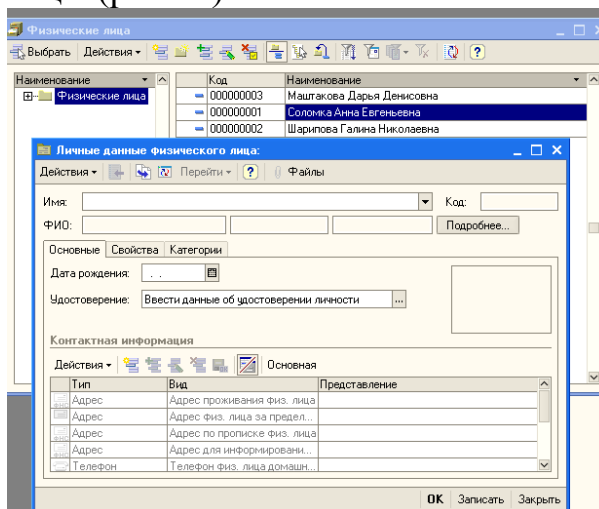 Физические лица
Выбрать Действия
Наименование Код Наименование
Физические лица 000000003 Маштакова Дарья Денисовна
000000001 Соломка Анна Евгеньевна
000000002 Шарипова Галина Николаевна
Личные данные физического лица:
Действия Перейти Файлы
Имя: Код:
ФИО: Подробнее...
Основные Свойства Категории
Дата рождения: . .
Удостоверение: Ввести данные об удостоверении личности ...
Контактная информация
Действия Основная
Тип Вид Представление
Адрес Адрес проживания физ. лица
Адрес Адрес физ. лица за предел...
Адрес Адрес по прописке физ. лица
Адрес Адрес для информировани...
Телефон Телефон физ. лица домашн...
OK Записать Закрыть